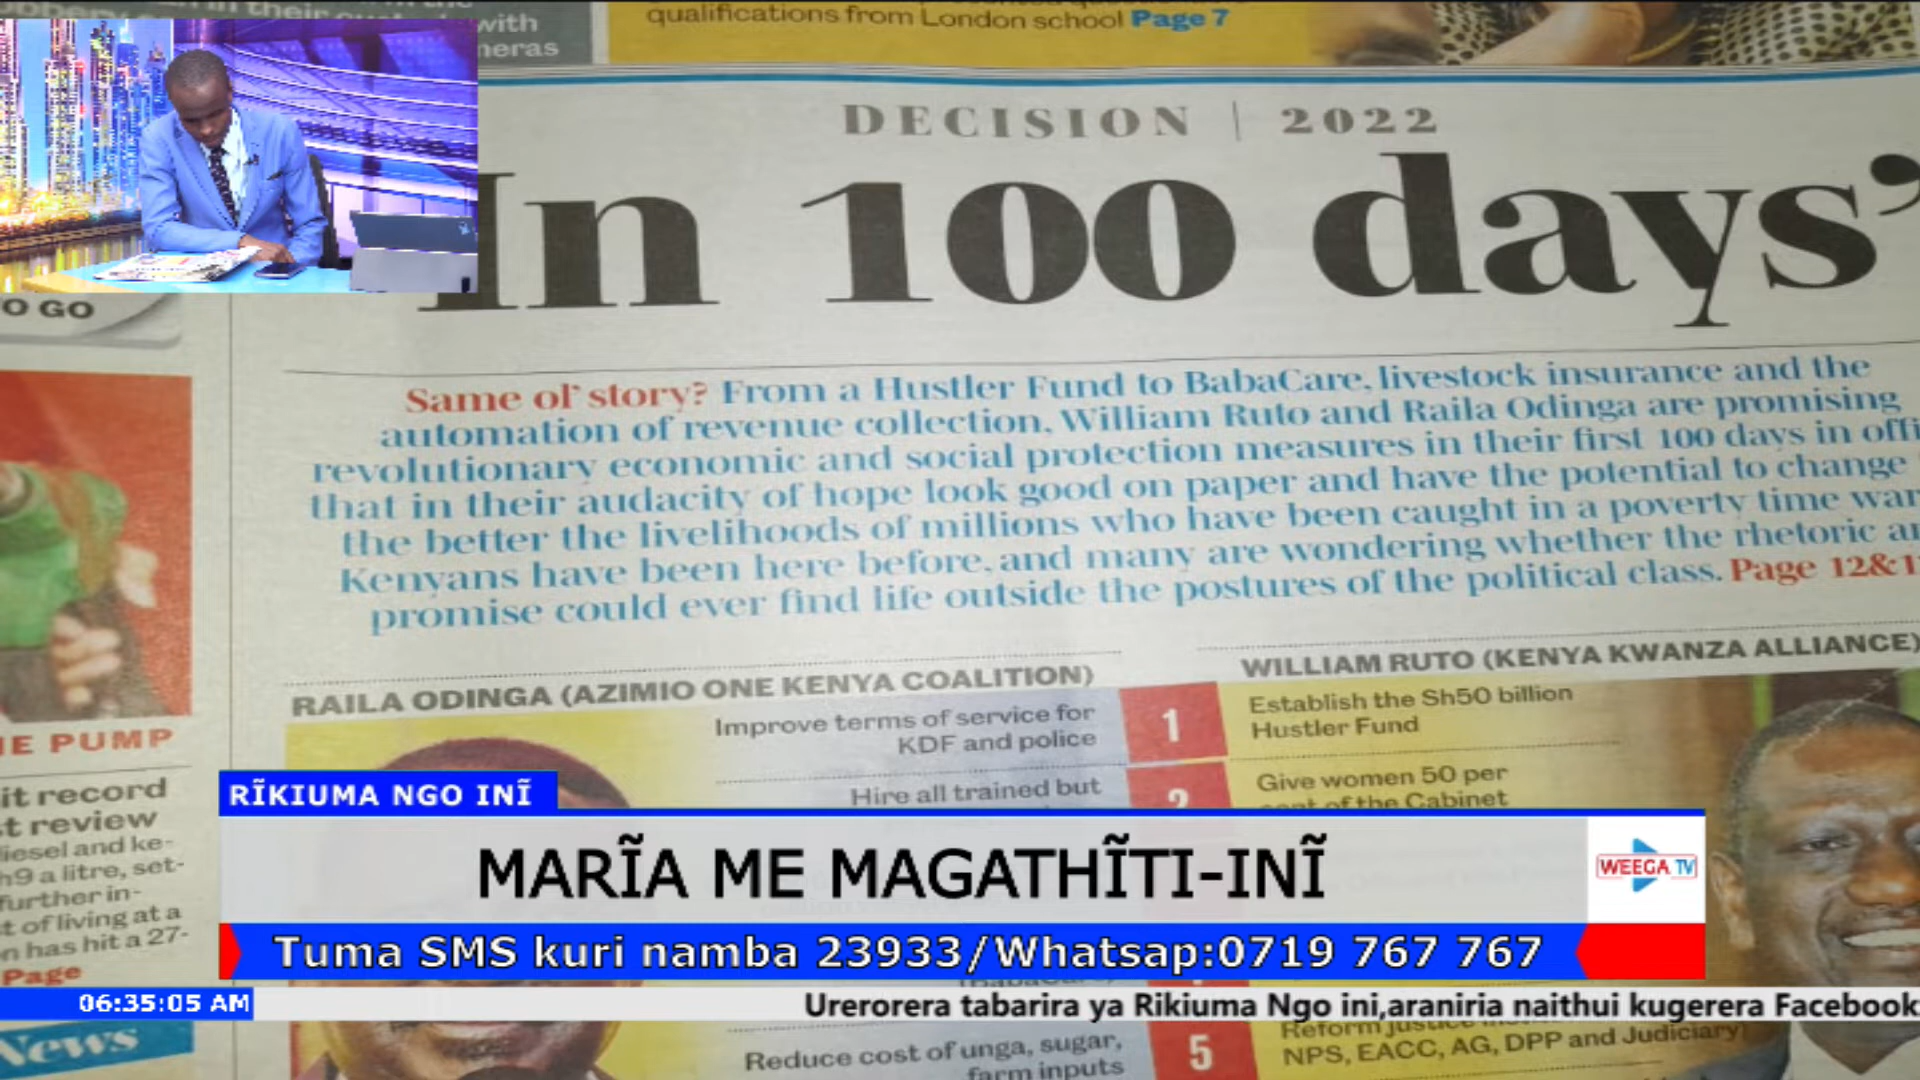 with
qualifications from London school Page 7
DECISION | 2022
In 100 days'
O GO
Same ol' story? From a Hustler Fund to BabaCare, livestock insurance and the
automation of revenue collection, William Ruto and Raila Odinga are promising
revolutionary economic and social protection measures in their first 100 days in
that in their audacity of hope look good on paper and have the potential to change
the better the livelihoods of millions who have been caught in a poverty time
Kenyans have been here before, and many are wondering whether the rhetoric
promise could ever find life outside the postures of the political class. Page 12&
RAILA ODINGA (AZIMIO ONE KENYA COALITION)
WILLIAM RUTO (KENYA KWANZA ALLIANCE)
Improve terms of service for
KDF and police
1
Establish the Sh50 billion
Hustler Fund
Hire all trained but
2
Give women 50 per
cent of the Cabinet
PUMP
it record
t review
diesel and ke-
h9 a litre, set-
further in-
t of living at a
n has hit a 27-
Page
News
RĨKIUMA NGO INĨ
MARĨA ME MAGATHĨTI-INĨ
WEEGA TV
Tuma SMS kuri namba 23933/Whatsap:0719 767 767
06:35:05 AM
Urerorera tabarira ya Rikiuma Ngo ini,araniria naithui kugerera Facebook
Reduce cost of unga, sugar,
farm inputs
5
Reform
NPS, EACC, AG, DPP and Judiciary)